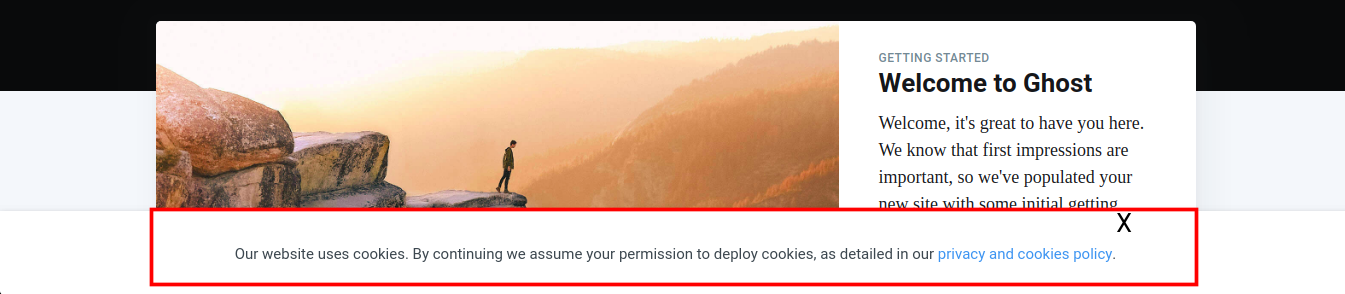 GETTING STARTED
Welcome to Ghost
Welcome, it's great to have you here.
We know that first impressions are
important, so we've populated your
new site with some initial getting
X
Our website uses cookies. By continuing we assume your permission to deploy cookies, as detailed in our privacy and cookies policy.